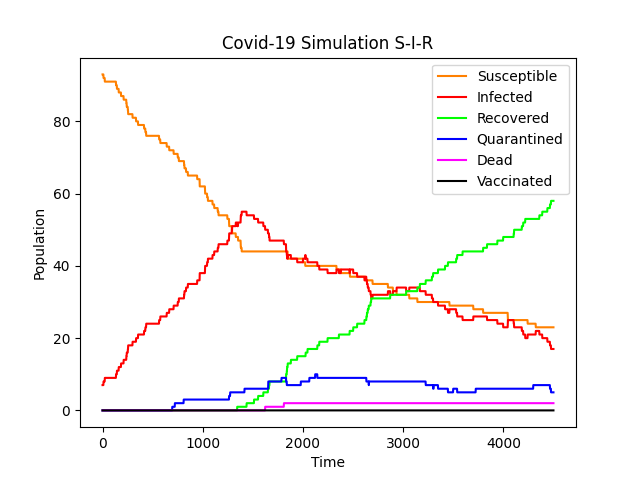 Covid-19 Simulation S-I-R
Susceptible
Infected
Recovered
Quarantined
Dead
Vaccinated
80
60
40
20
0
Population
0 1000 2000 3000 4000
Time